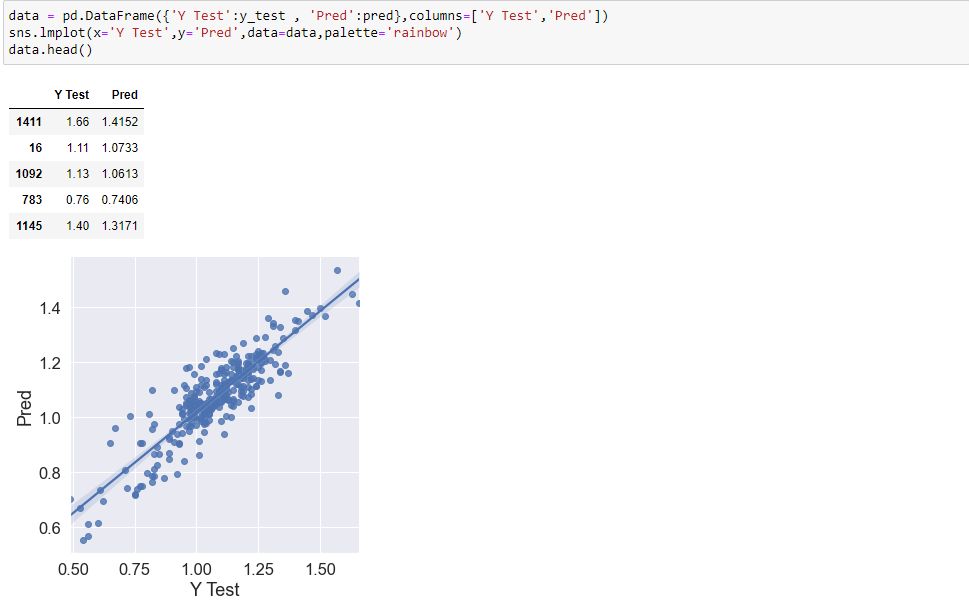 data = pd.DataFrame({'Y Test':y_test , 'Pred':pred},columns=['Y Test','Pred'])
sns.lmplot(x='Y Test',y='Pred',data=data,palette='rainbow')
data.head()
Y Test Pred
1411 1.66 1.4152
16 1.11 1.0733
1092 1.13 1.0613
783 0.76 0.7406
1145 1.40 1.3171
1.4
1.2
1.0
0.8
0.6
Pred
0.50 0.75 1.00 1.25 1.50
Y Test